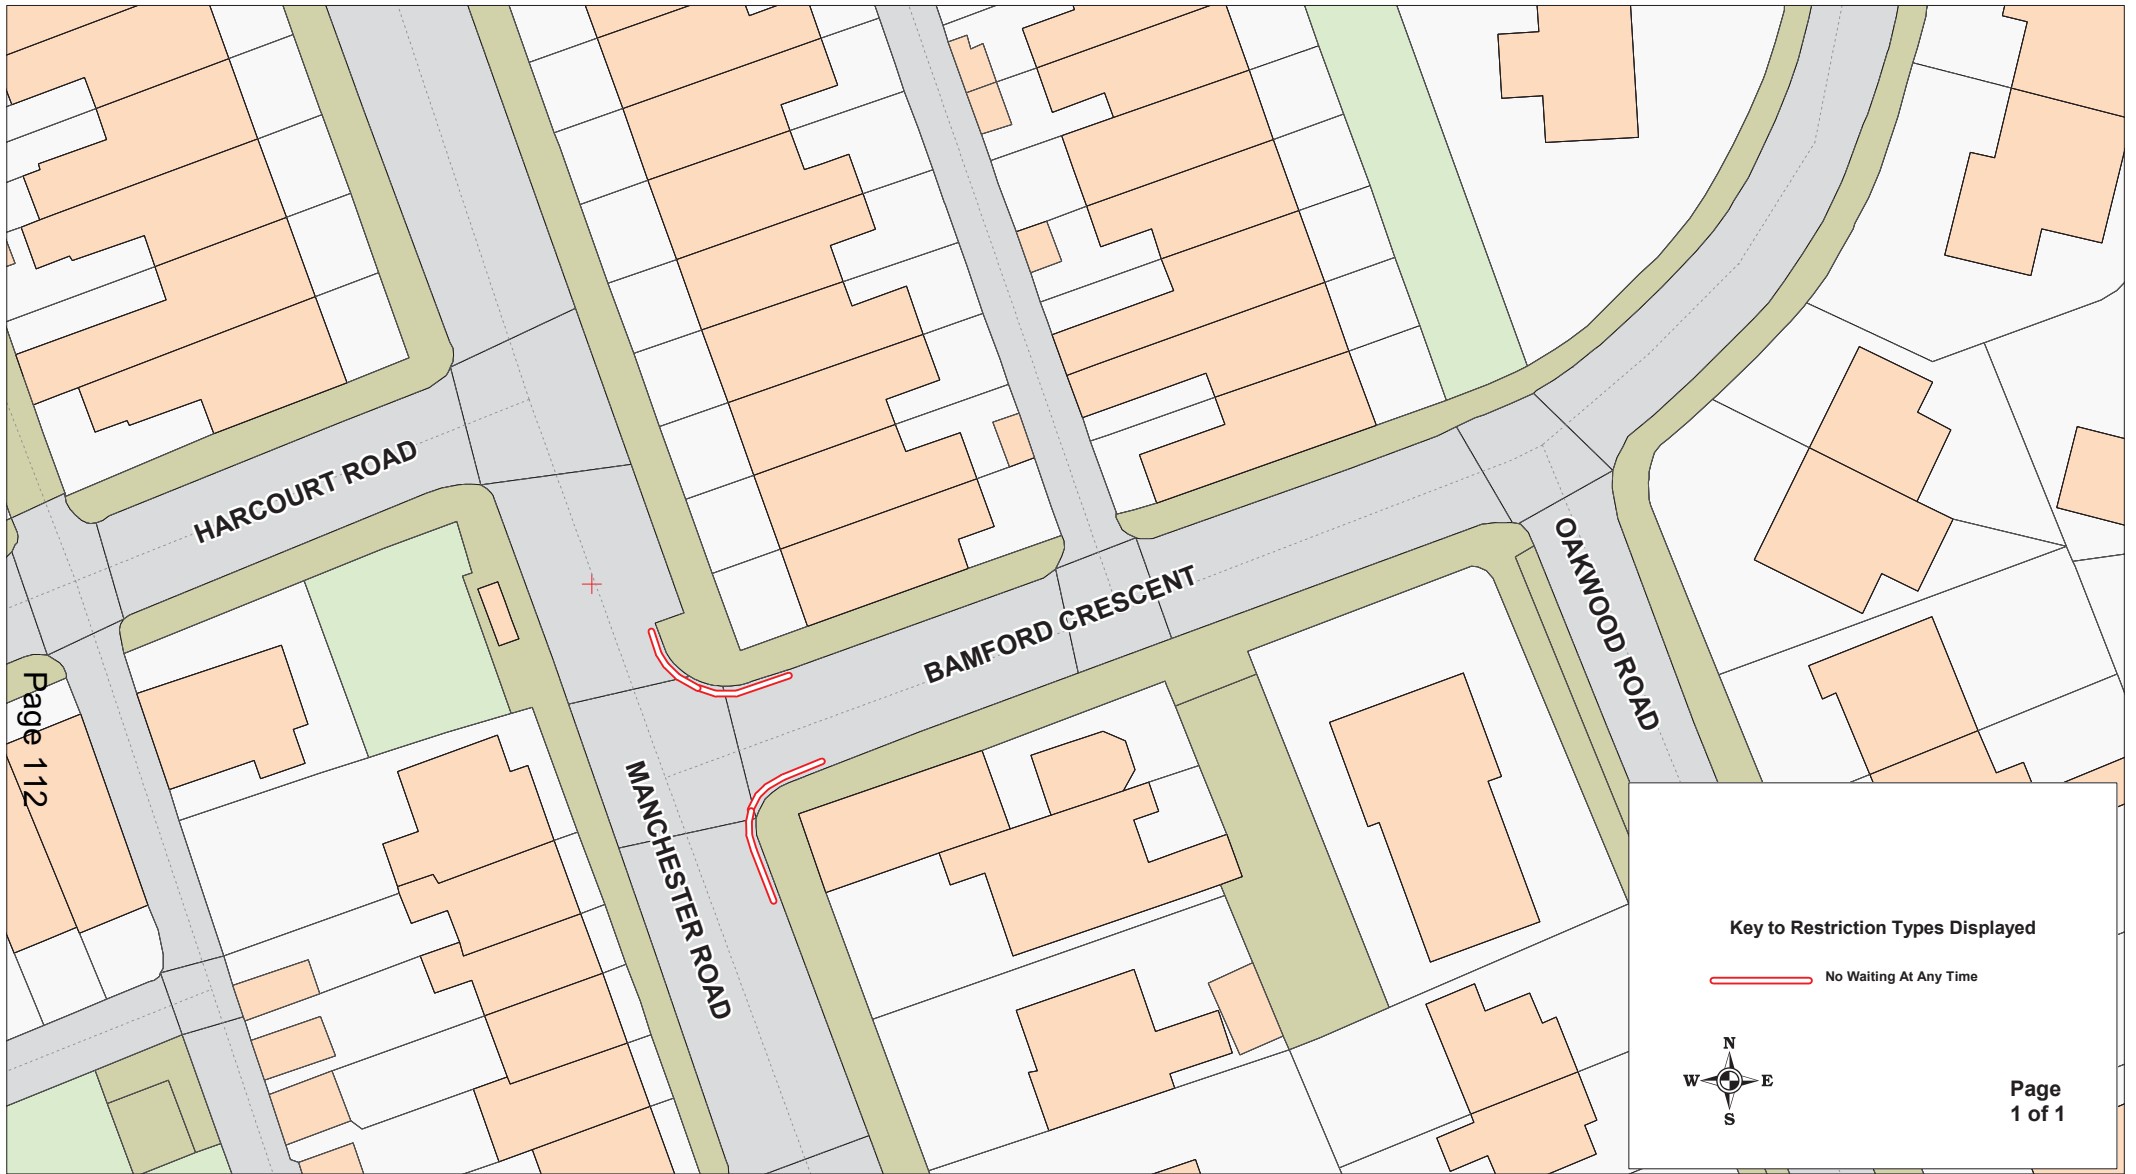 HARCOURT ROAD
BAMFORD CRESCENT
OAKWOOD ROAD
MANCHESTER ROAD
Page 112
Key to Restriction Types Displayed
No Waiting At Any Time
N
W E
S
Page
1 of 1